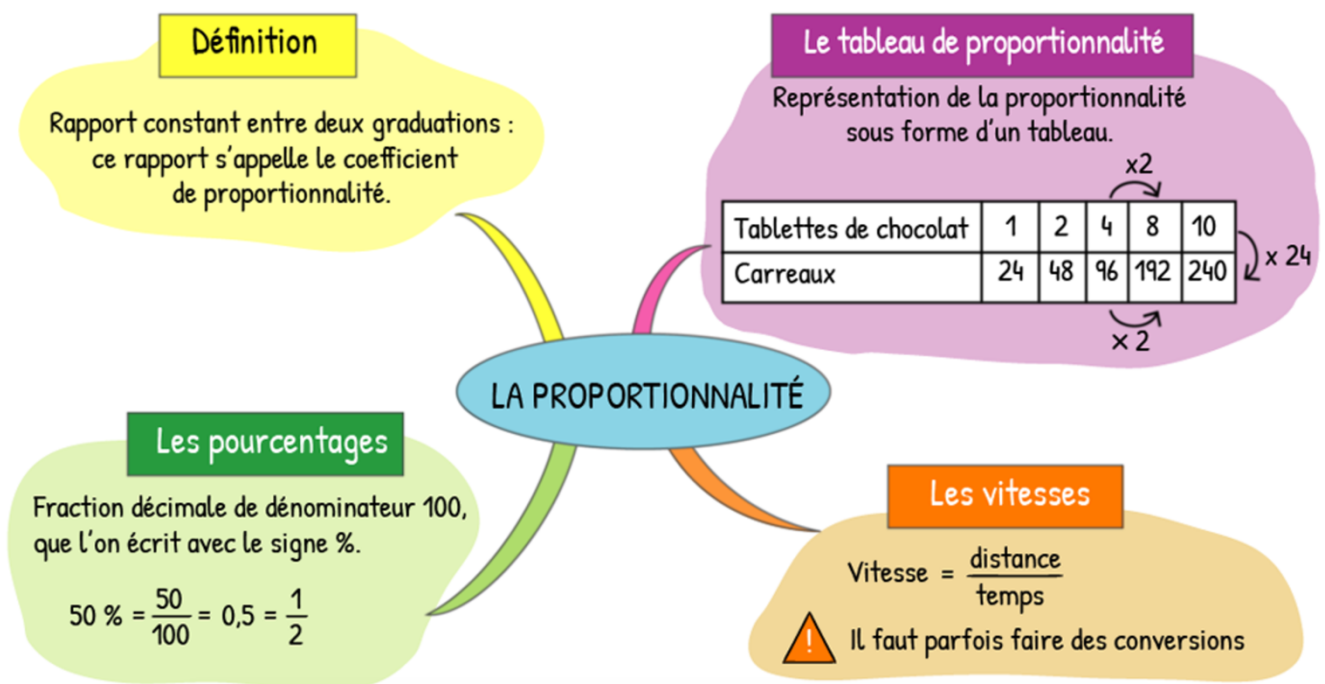 Définition
Rapport constant entre deux graduations :
ce rapport s'appelle le coefficient
de proportionnalité.
Le tableau de proportionnalité
Représentation de la proportionnalité
sous forme d'un tableau.
x2
Tablettes de chocolat 1 2 4 8 10
Carreaux 24 48 96 192 240
x 24
x 2
LA PROPORTIONNALITÉ
Les pourcentages
Fraction décimale de dénominateur 100,
que l'on écrit avec le signe %.
50 % = 50/100 = 0,5 = 1/2
Les vitesses
Vitesse = distance/temps
! Il faut parfois faire des conversions